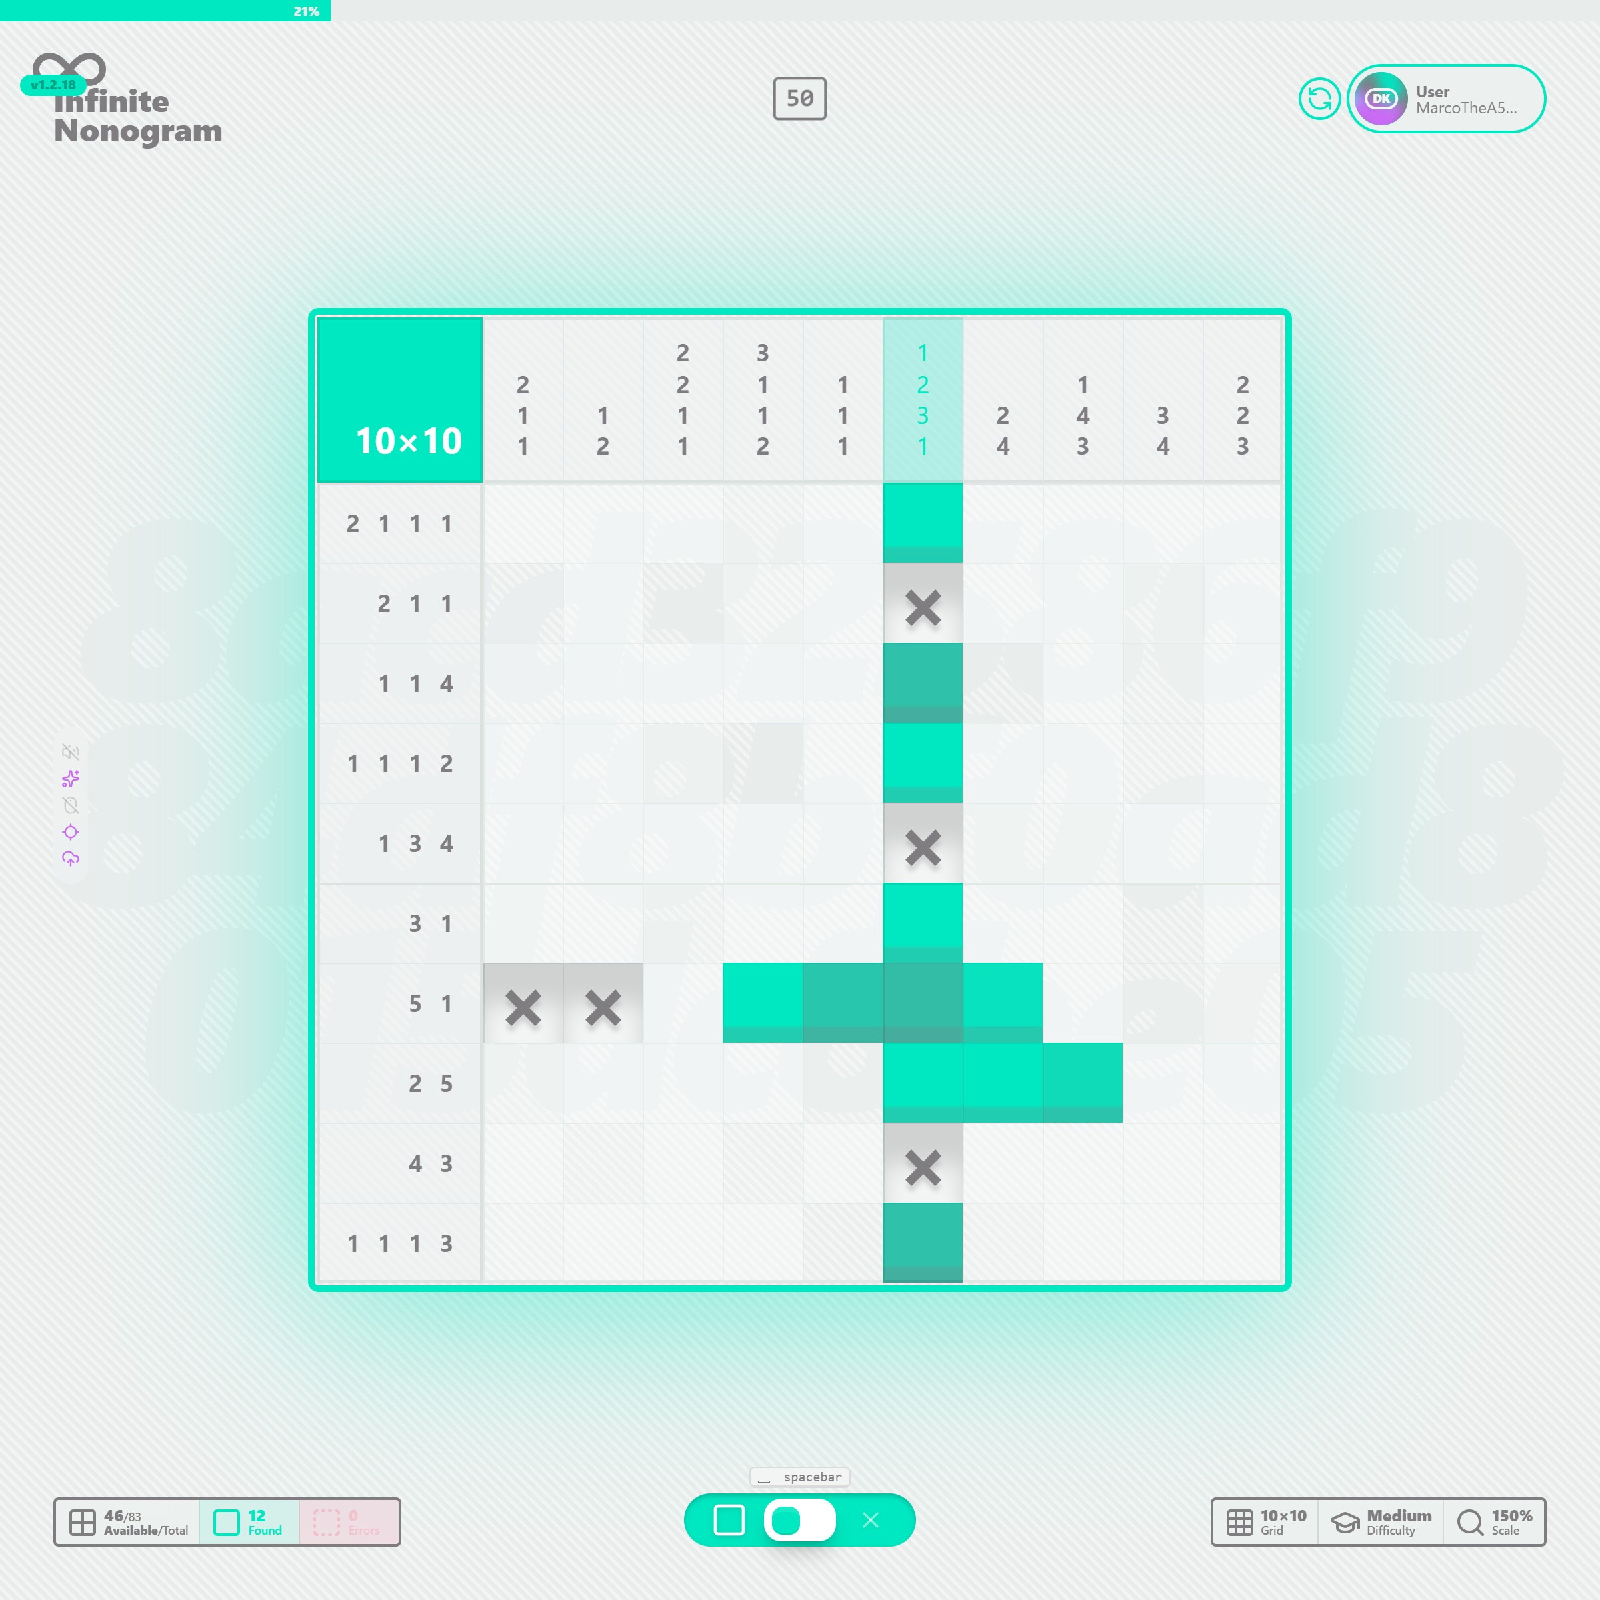 21%
v1.2.18
Infinite
Nonogram
50
DK
User
MarcoTheA5...
10×10
2 1 1
1 2
2 2 1 1
3 1 1 2
1 1 1
1 2 3 1
2 4
1 4 3
3 4
2 2 3
2 1 1 1
2 1 1
1 1 4
1 1 1 2
1 3 4
3 1
5 1
2 5
4 3
1 1 1 3
spacebar
46/83
Available/Total
12
Found
0
Errors
10×10
Grid
Medium
Difficulty
150%
Scale